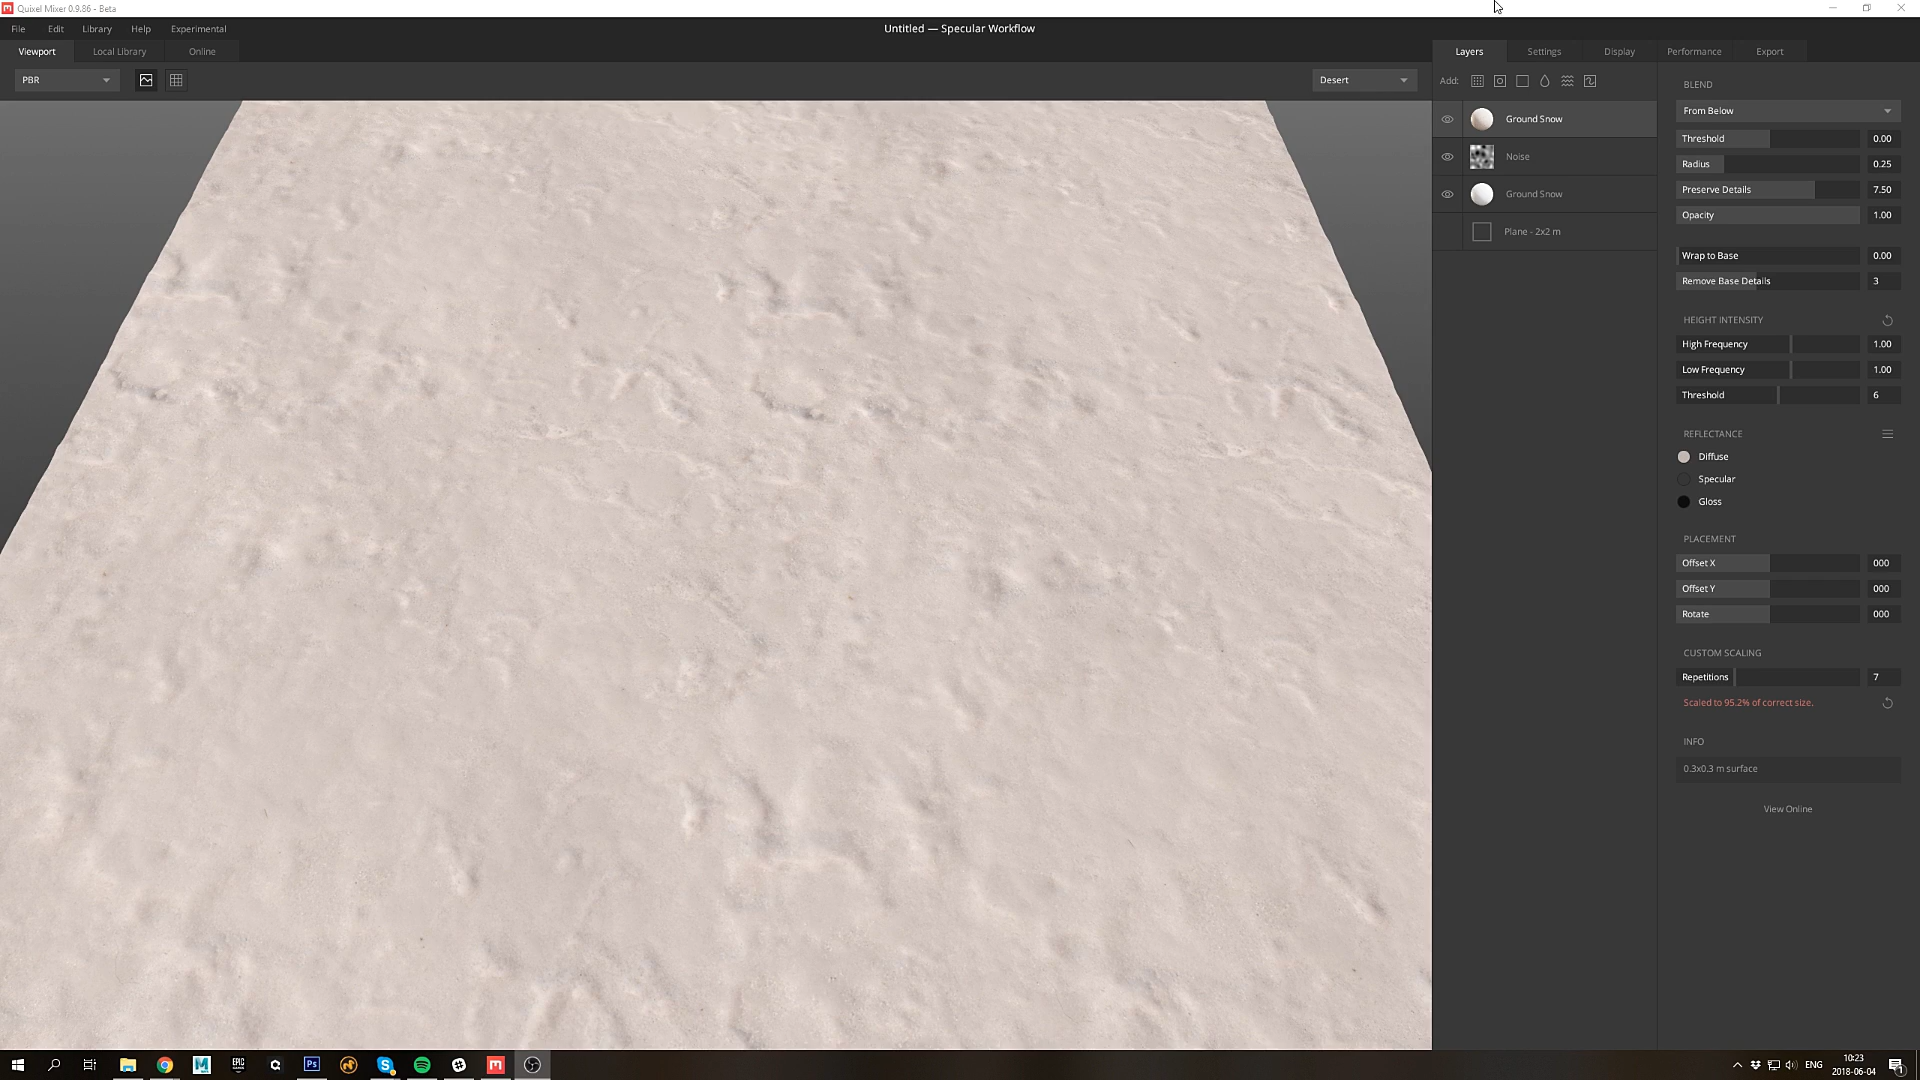 Quixel Mixer 0.9.86 - Beta
File Edit Library Help Experimental
Untitled — Specular Workflow
Viewport Local Library Online
Layers Settings Display Performance Export
PBR
Desert
Add:
Ground Snow
Noise
Ground Snow
Plane - 2x2 m
BLEND
From Below
Threshold 0.00
Radius 0.25
Preserve Details 7.50
Opacity 1.00
Wrap to Base 0.00
Remove Base Details 3
HEIGHT INTENSITY
High Frequency 1.00
Low Frequency 1.00
Threshold 6
REFLECTANCE
Diffuse
Specular
Gloss
PLACEMENT
Offset X 000
Offset Y 000
Rotate 000
CUSTOM SCALING
Repetitions 7
Scaled to 95.2% of correct size.
INFO
0.3x0.3 m surface
View Online
EPIC
Ps
ENG
10:23
2018-06-04